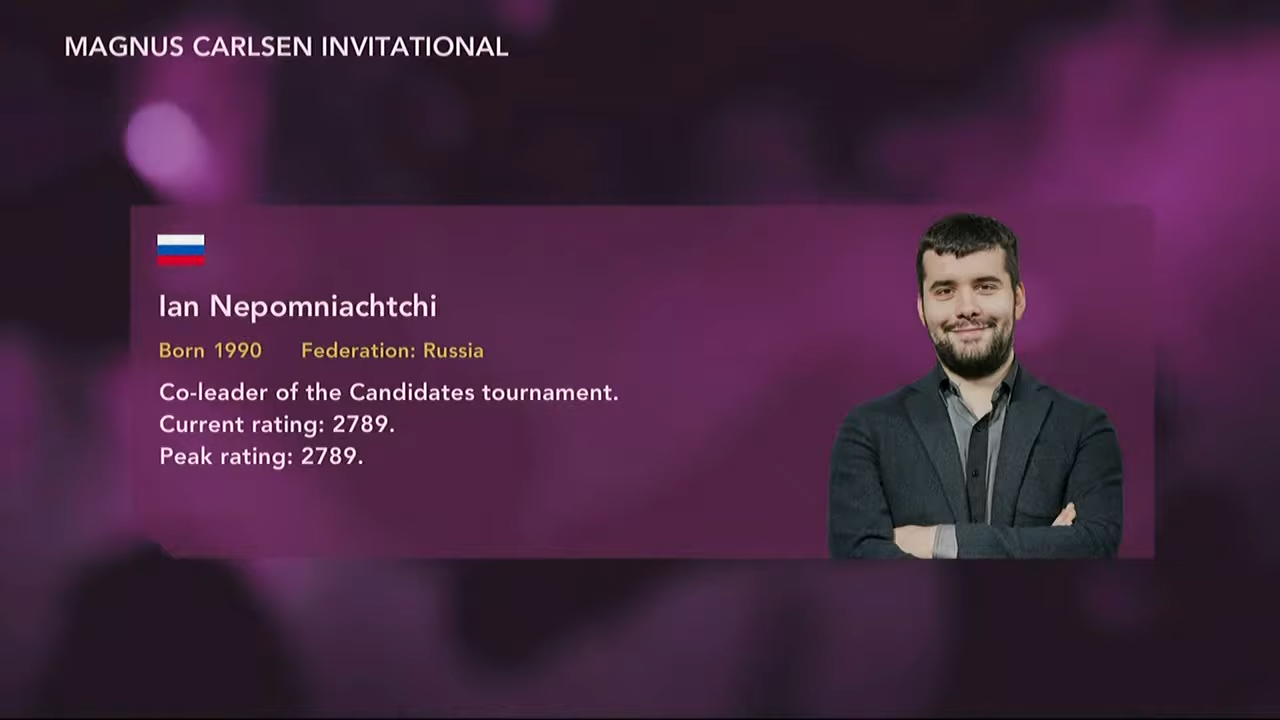 MAGNUS CARLSEN INVITATIONAL
Ian Nepomniachtchi
Born 1990 Federation: Russia
Co-leader of the Candidates tournament.
Current rating: 2789.
Peak rating: 2789.